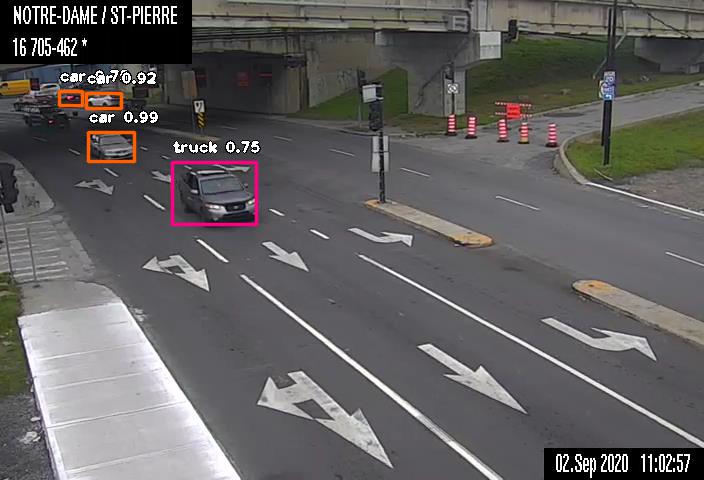 NOTRE-DAME / ST-PIERRE
16 705-462 *
car 0.92
car 0.99
truck 0.75
02.Sep 2020 11:02:57